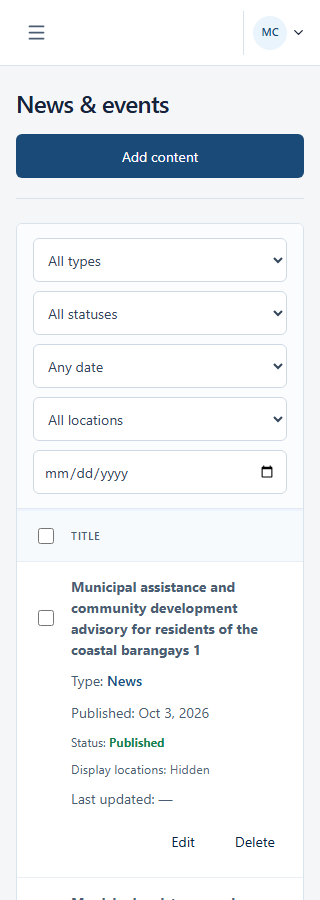 MC
News & events
Add content
All types
All statuses
Any date
All locations
mm/dd/yyyy
TITLE
Municipal assistance and
community development
advisory for residents of the
coastal barangays 1
Type: News
Published: Oct 3, 2026
Status: Published
Display locations: Hidden
Last updated: —
Edit Delete